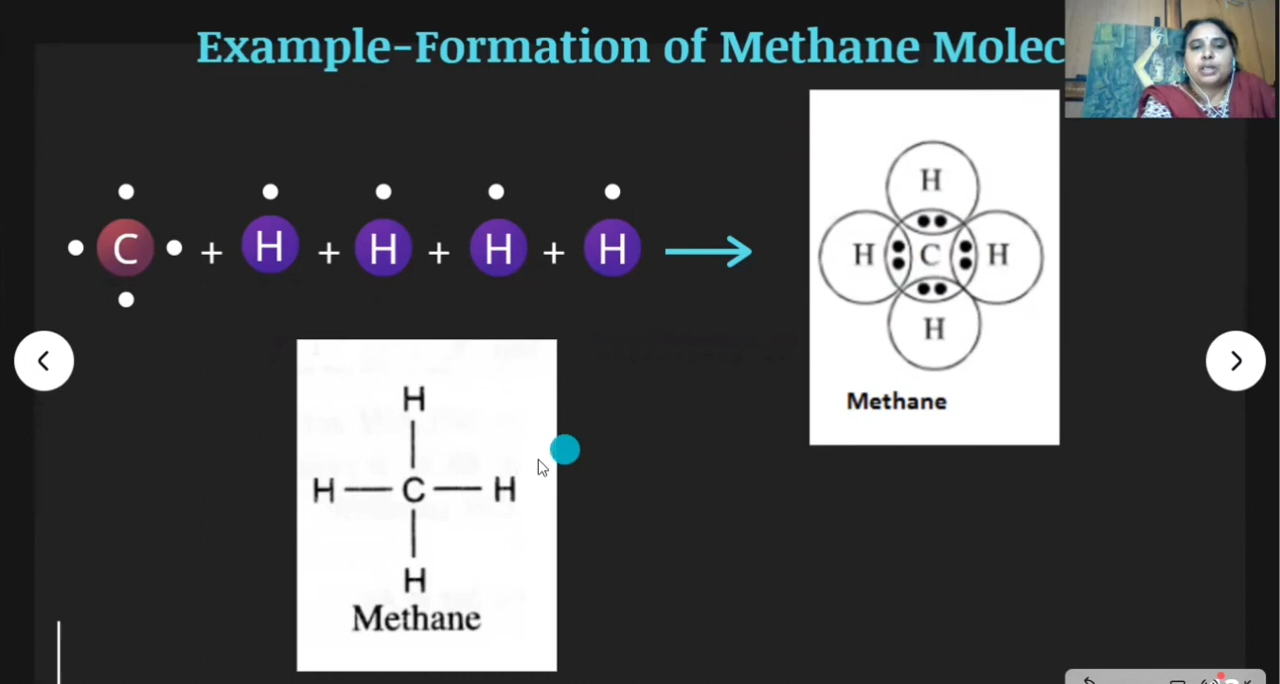 Example-Formation of Methane Molec
C + H + H + H + H
H
H C H
H
Methane
H
H — C — H
H
Methane